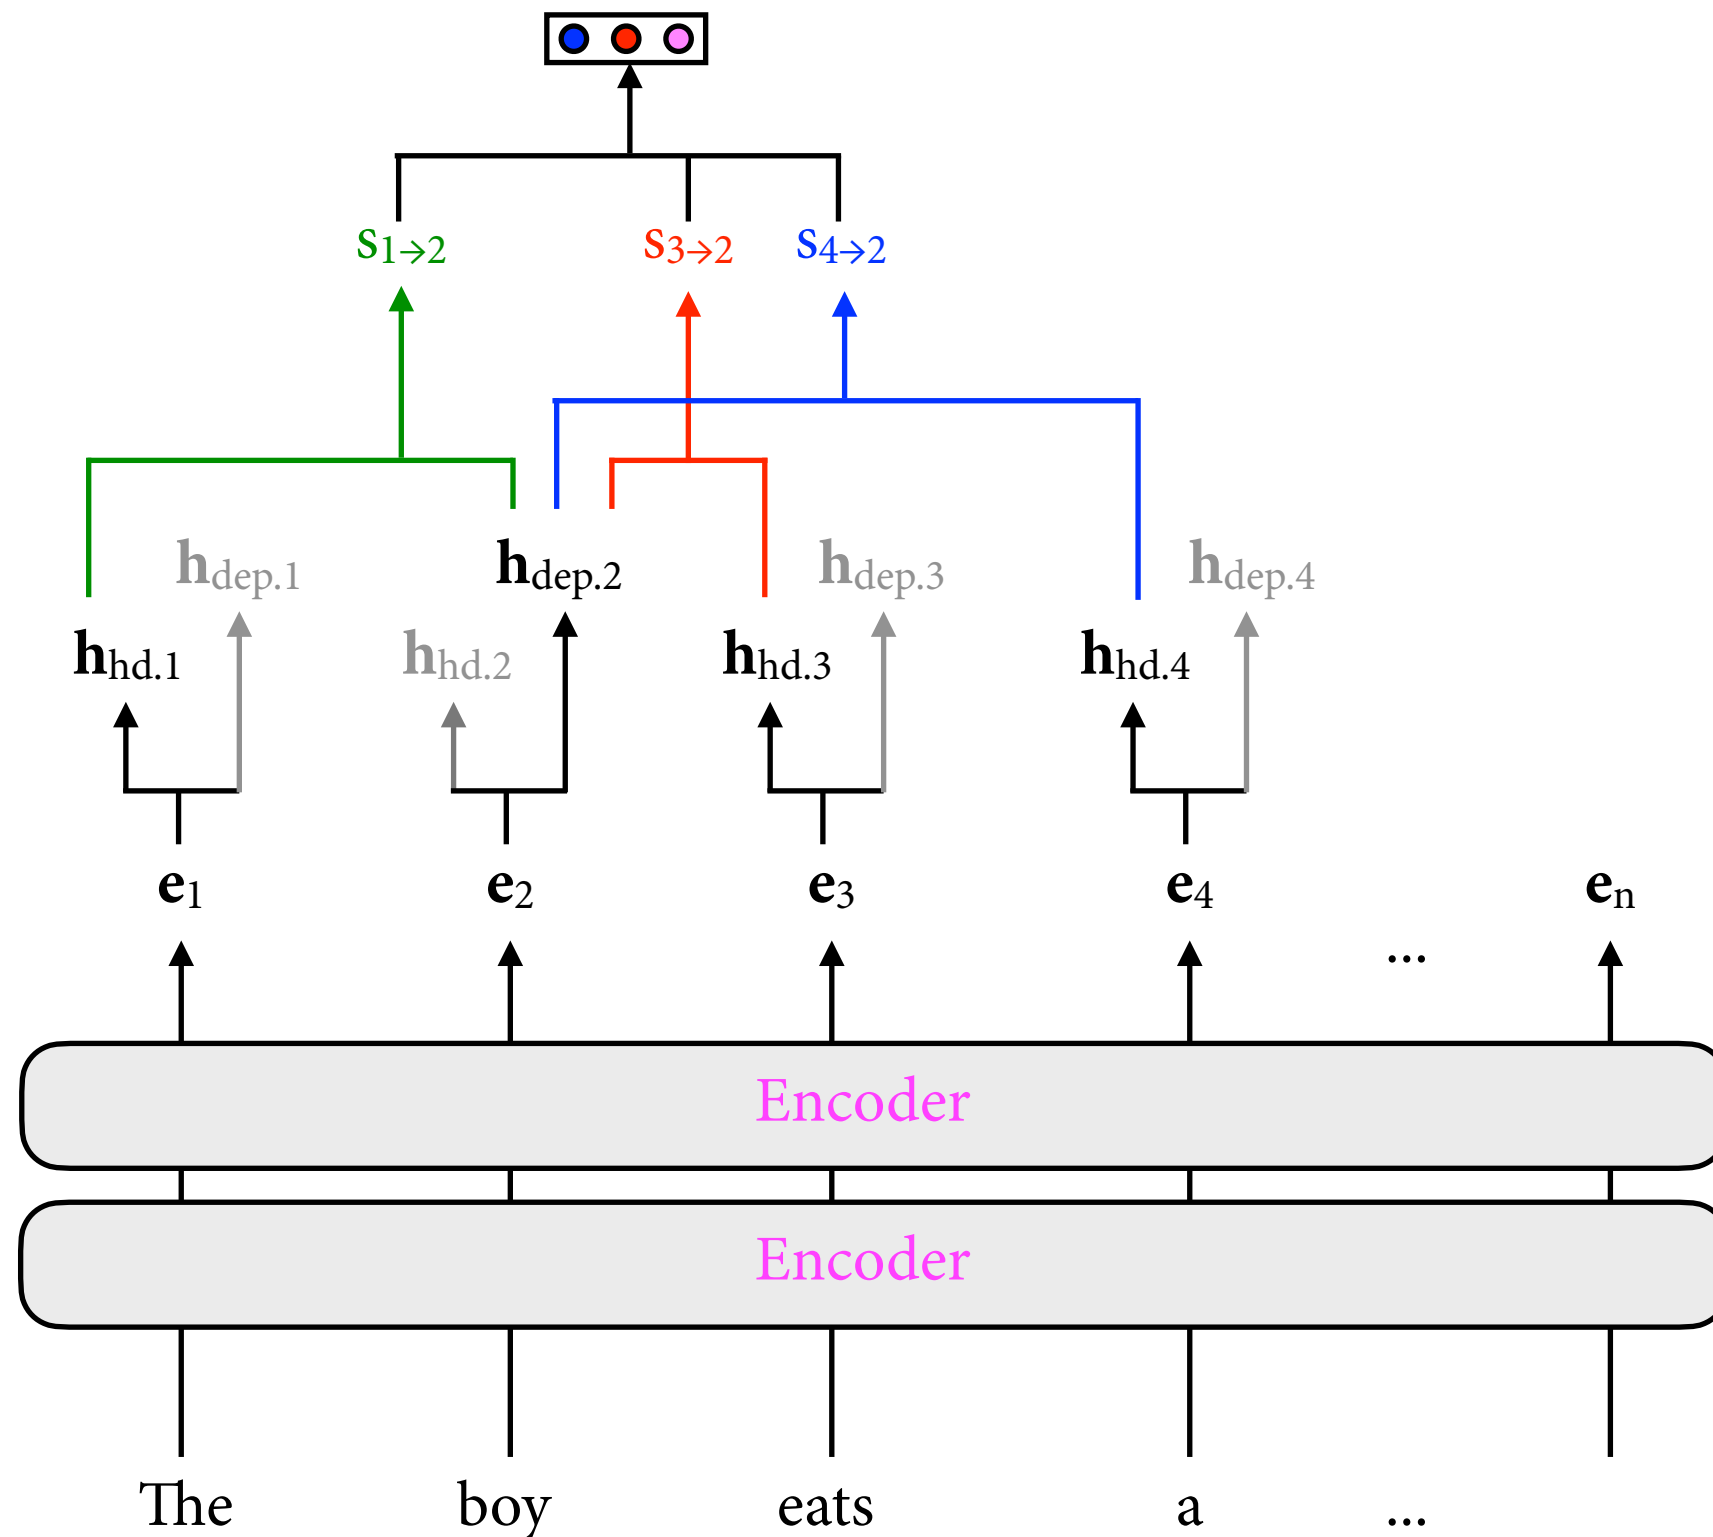 s1→2 s3→2 s4→2
hdep.1 hdep.2 hdep.3 hdep.4
hhd.1 hhd.2 hhd.3 hhd.4
e1 e2 e3 e4 en
...
Encoder
Encoder
The boy eats a ...